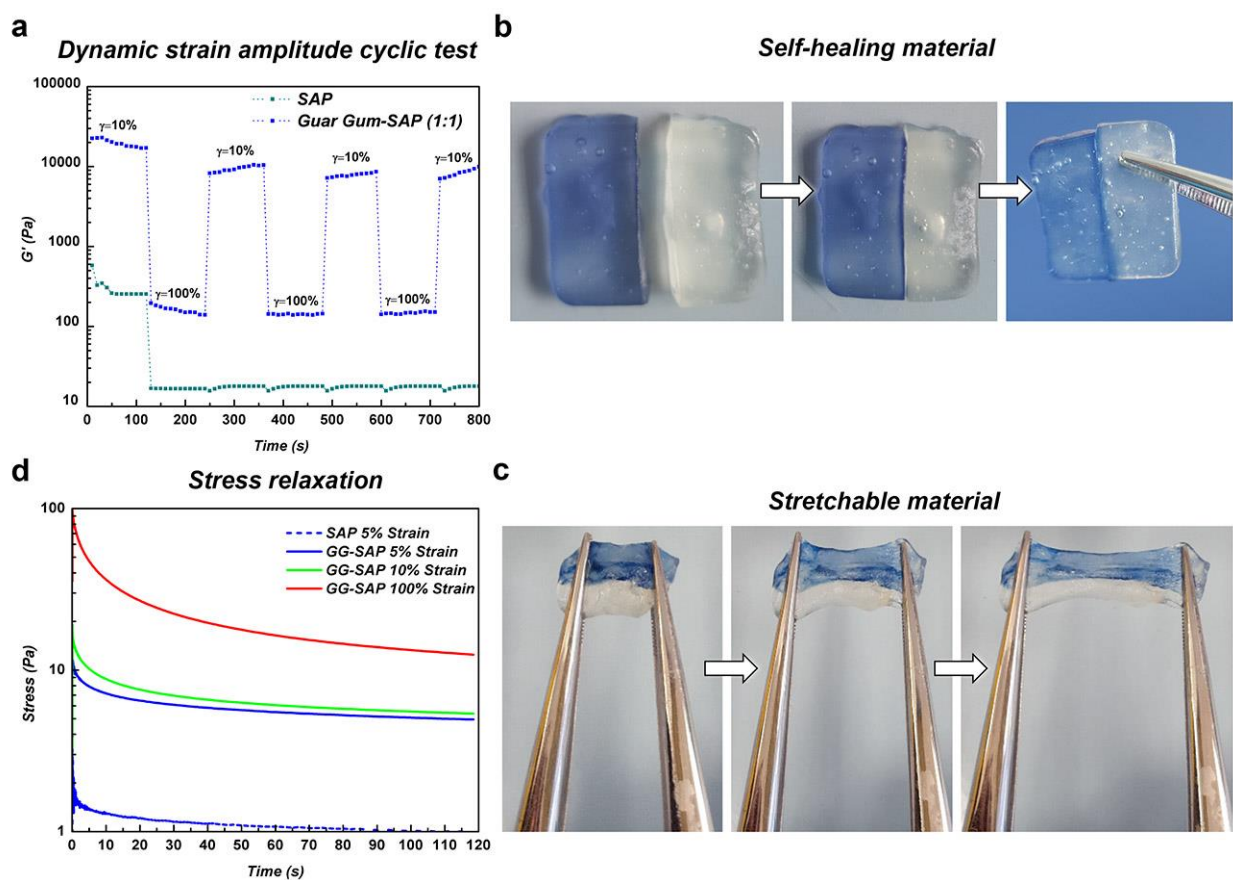 a
Dynamic strain amplitude cyclic test
100000
10000
1000
100
10
G' (Pa)
SAP
Guar Gum-SAP (1:1)
γ=10%
γ=10%
γ=10%
γ=10%
γ=100%
γ=100%
γ=100%
0 100 200 300 400 500 600 700 800
Time (s)
b
Self-healing material
d
Stress relaxation
100
10
1
Stress (Pa)
SAP 5% Strain
GG-SAP 5% Strain
GG-SAP 10% Strain
GG-SAP 100% Strain
0 5 10 20 30 40 50 60 70 80 90 100 110 120
Time (s)
c
Stretchable material